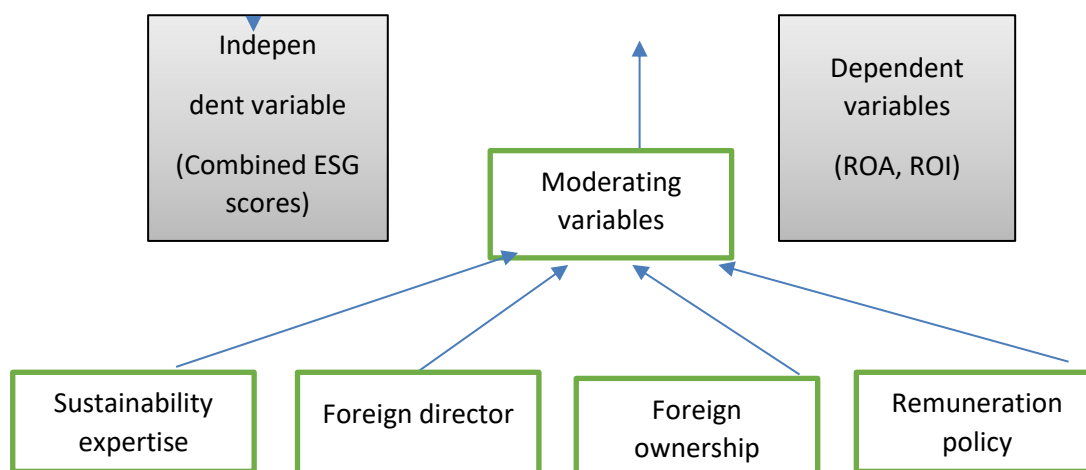 Indepen
dent variable
(Combined ESG
scores)
Dependent
variables
(ROA, ROI)
Moderating
variables
Sustainability
expertise
Foreign director
Foreign
ownership
Remuneration
policy